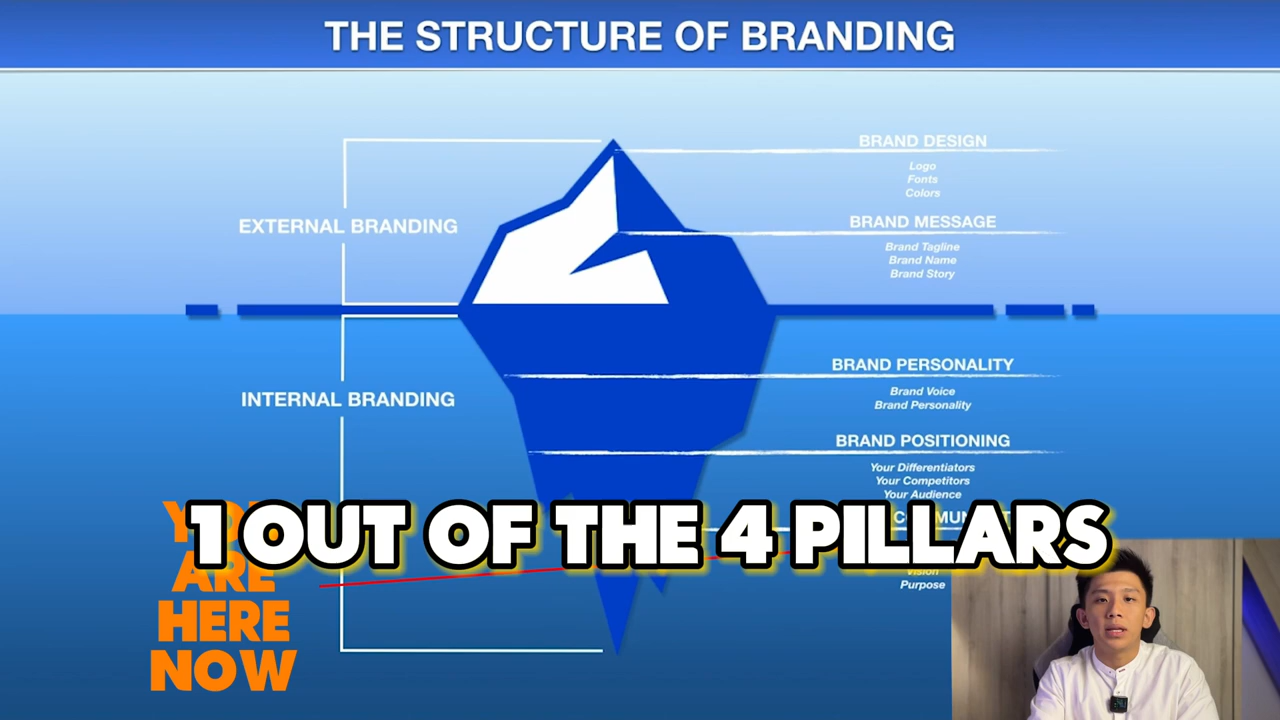 THE STRUCTURE OF BRANDING
EXTERNAL BRANDING
BRAND DESIGN
Logo
Fonts
Colors
BRAND MESSAGE
Brand Tagline
Brand Name
Brand Story
INTERNAL BRANDING
BRAND PERSONALITY
Brand Voice
Brand Personality
BRAND POSITIONING
Your Differentiators
Your Competitors
Your Audience
1 OUT OF THE 4 PILLARS
Vision
Purpose
YOU
ARE
HERE
NOW